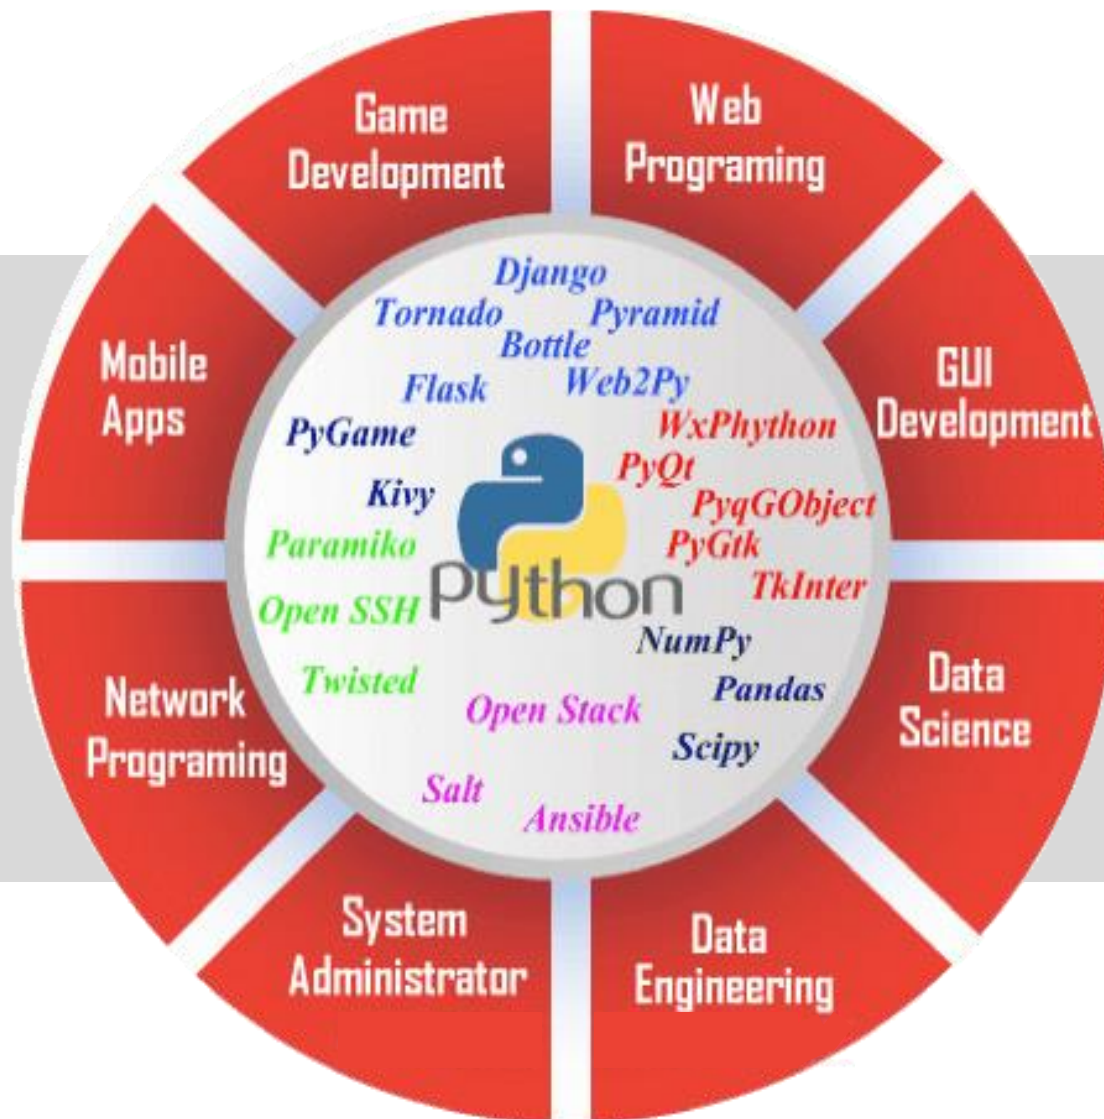 Game
Development
Web
Programing
GUI
Development
Data
Science
Data
Engineering
System
Administrator
Network
Programing
Mobile
Apps
Django
Tornado
Pyramid
Bottle
Flask
Web2Py
PyGame
WxPhython
PyQt
Kivy
PyqGObject
Paramiko
PyGtk
TkInter
python
Open SSH
NumPy
Twisted
Pandas
Open Stack
Scipy
Salt
Ansible